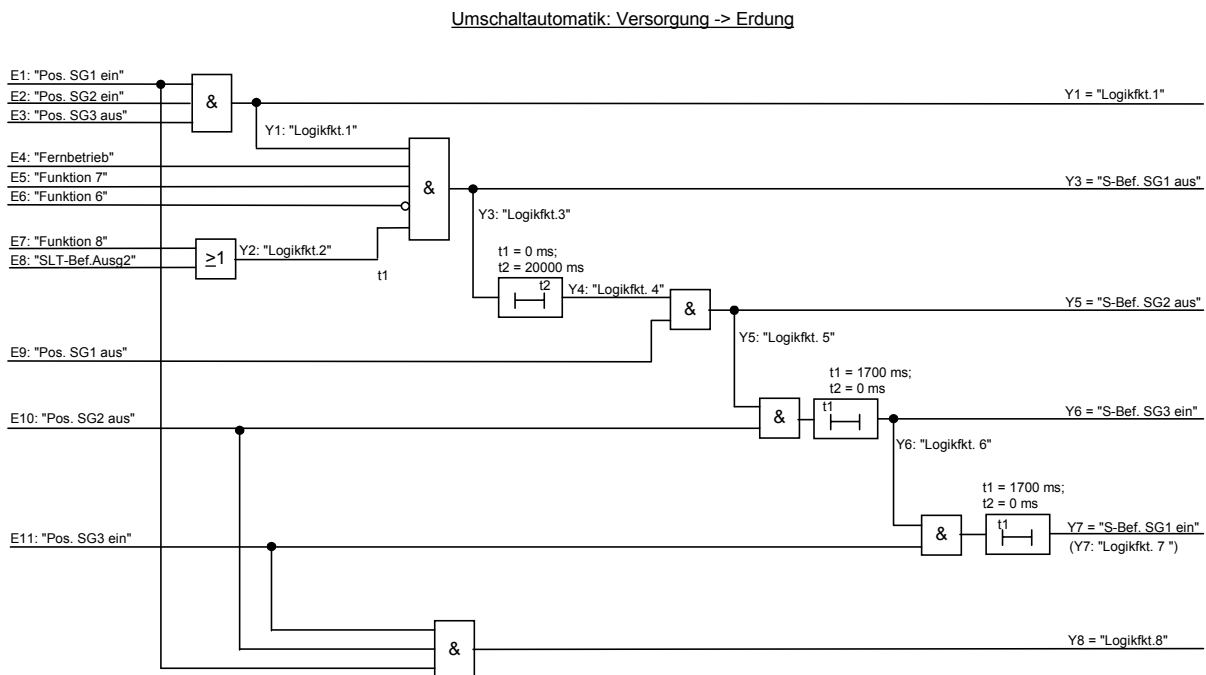 Umschaltautomatik: Versorgung -> Erdung
E1: "Pos. SG1 ein"
E2: "Pos. SG2 ein"
E3: "Pos. SG3 aus"
&
Y1 = "Logikfkt.1"
Y1: "Logikfkt.1"
E4: "Fernbetrieb"
E5: "Funktion 7"
E6: "Funktion 6"
&
Y3 = "S-Bef. SG1 aus"
Y3: "Logikfkt.3"
E7: "Funktion 8"
E8: "SLT-Bef.Ausg2"
≥1
Y2: "Logikfkt.2"
t1
t1 = 0 ms;
t2 = 20000 ms
t2
Y4: "Logikfkt. 4"
&
Y5 = "S-Bef. SG2 aus"
Y5: "Logikfkt. 5"
E9: "Pos. SG1 aus"
t1 = 1700 ms;
t2 = 0 ms
t1
E10: "Pos. SG2 aus"
&
Y6 = "S-Bef. SG3 ein"
Y6: "Logikfkt. 6"
t1 = 1700 ms;
t2 = 0 ms
t1
E11: "Pos. SG3 ein"
&
Y7 = "S-Bef. SG1 ein"
(Y7: "Logikfkt. 7 ")
&
Y8 = "Logikfkt.8"